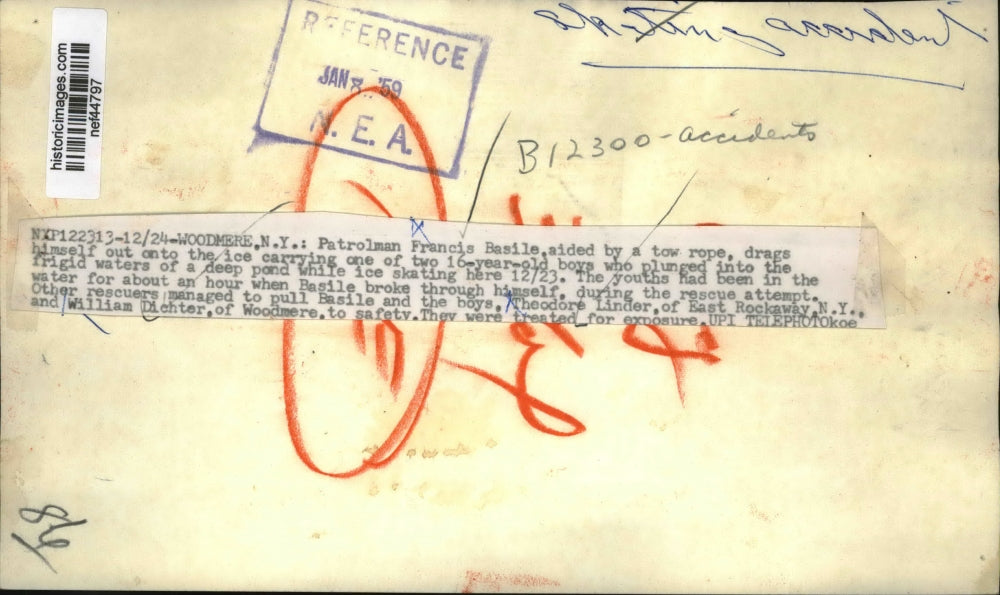 skating accident
REFERENCE
JAN 8 '59
N. E. A.
historicimages.com
nef44797
B12300-accidents
NXP122313-12/24-WOODMERE,N.Y.: Patrolman Francis Basile,aided by a tow rope, drags
himself out onto the ice carrying one of two 16-year-old boys who plunged into the
frigid waters of a deep pond while ice skating here 12/23. The youths had been in the
water for about an hour when Basile broke through himself, during the rescue attempt.
Other rescuers managed to pull Basile and the boys, Theodore Linder,of East Rockaway,N.Y.,
and William Dichter,of Woodmere,to safety.They were treated for exposure.UPI TELEPHOTOkoe